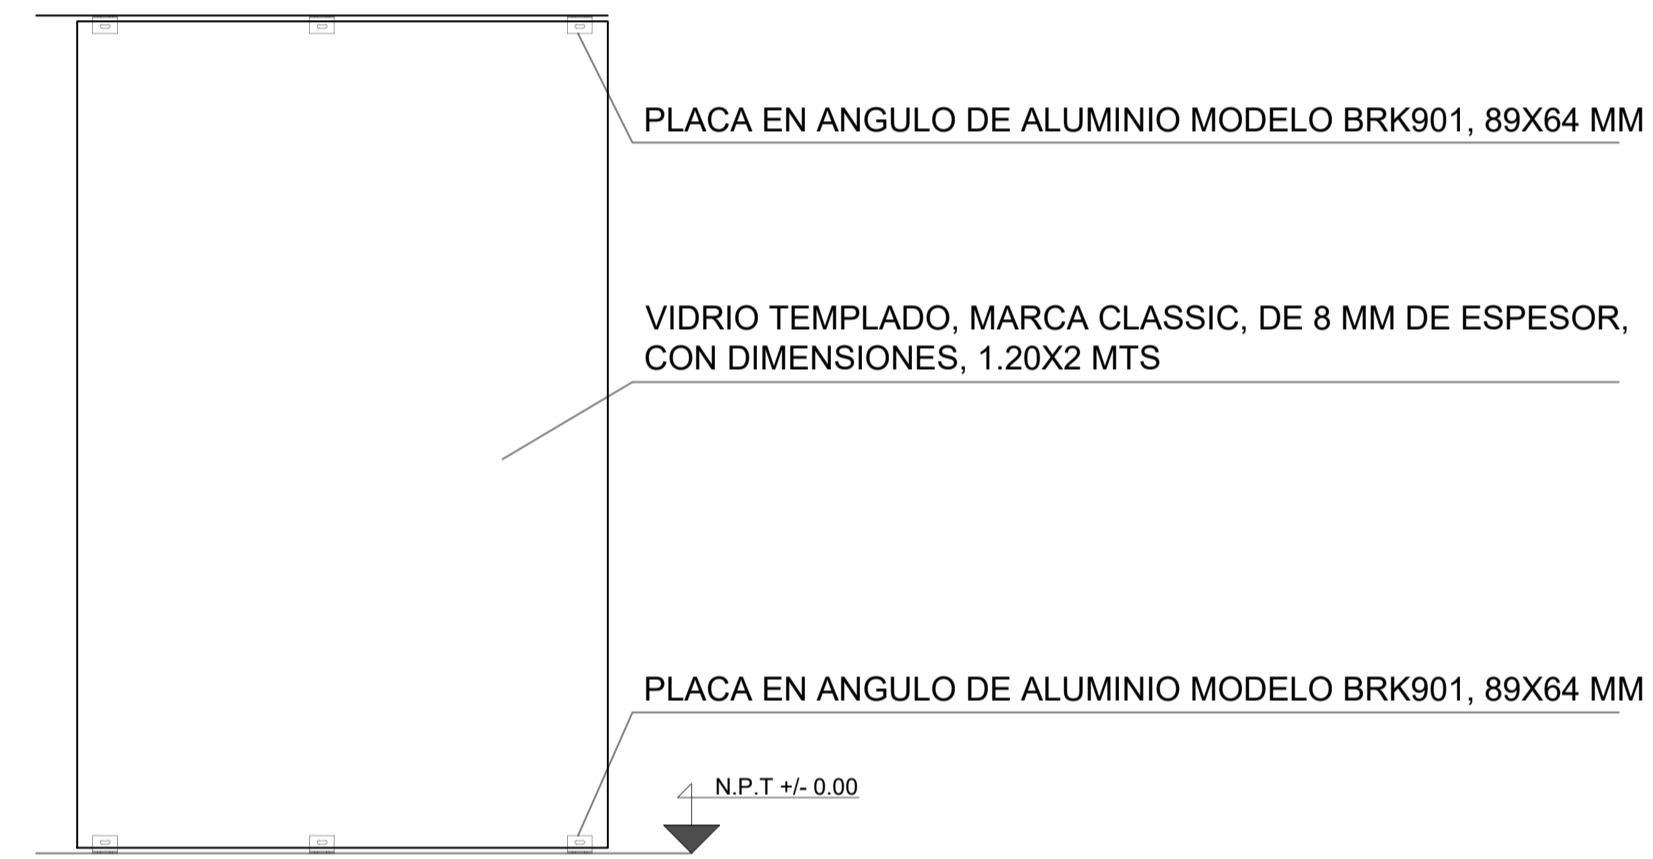 PLACA EN ANGULO DE ALUMINIO MODELO BRK901, 89X64 MM
VIDRIO TEMPLADO, MARCA CLASSIC, DE 8 MM DE ESPESOR,
CON DIMENSIONES, 1.20X2 MTS
PLACA EN ANGULO DE ALUMINIO MODELO BRK901, 89X64 MM
N.P.T +/- 0.00